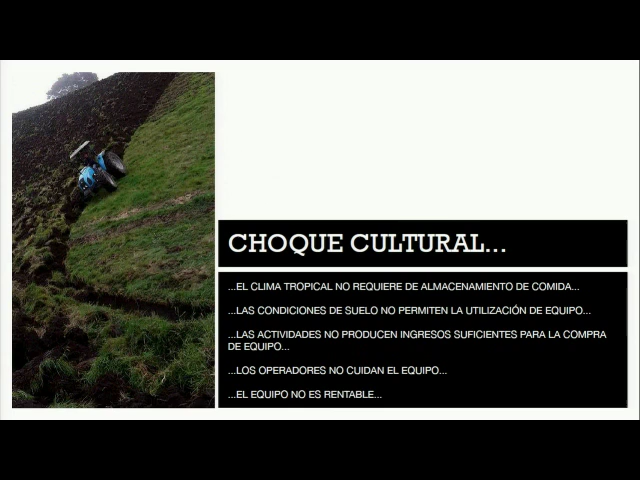 CHOQUE CULTURAL...
...EL CLIMA TROPICAL NO REQUIERE DE ALMACENAMIENTO DE COMIDA...
...LAS CONDICIONES DE SUELO NO PERMITEN LA UTILIZACIÓN DE EQUIPO...
...LAS ACTIVIDADES NO PRODUCEN INGRESOS SUFICIENTES PARA LA COMPRA
DE EQUIPO...
...LOS OPERADORES NO CUIDAN EL EQUIPO...
...EL EQUIPO NO ES RENTABLE...